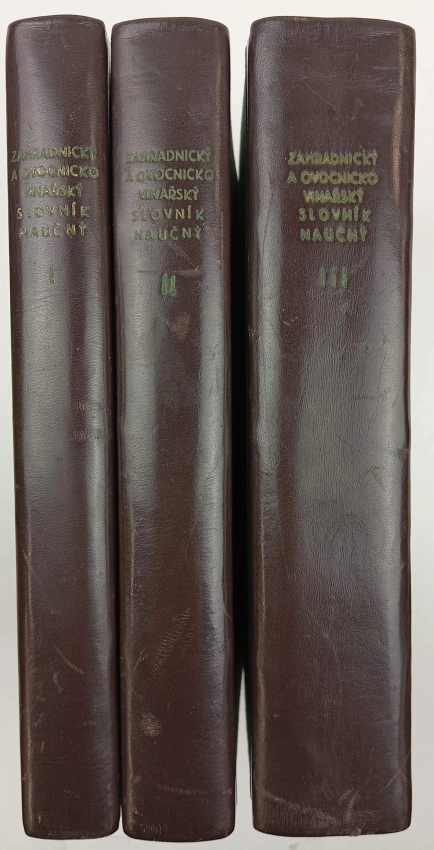 ZAHRADNICKÝ
A OVOCNICKO
VINAŘSKÝ
SLOVNÍK
NAUČNÝ
I
ZAHRADNICKÝ
A OVOCNICKO
VINAŘSKÝ
SLOVNÍK
NAUČNÝ
II
ZAHRADNICKÝ
A OVOCNICKO
VINAŘSKÝ
SLOVNÍK
NAUČNÝ
III